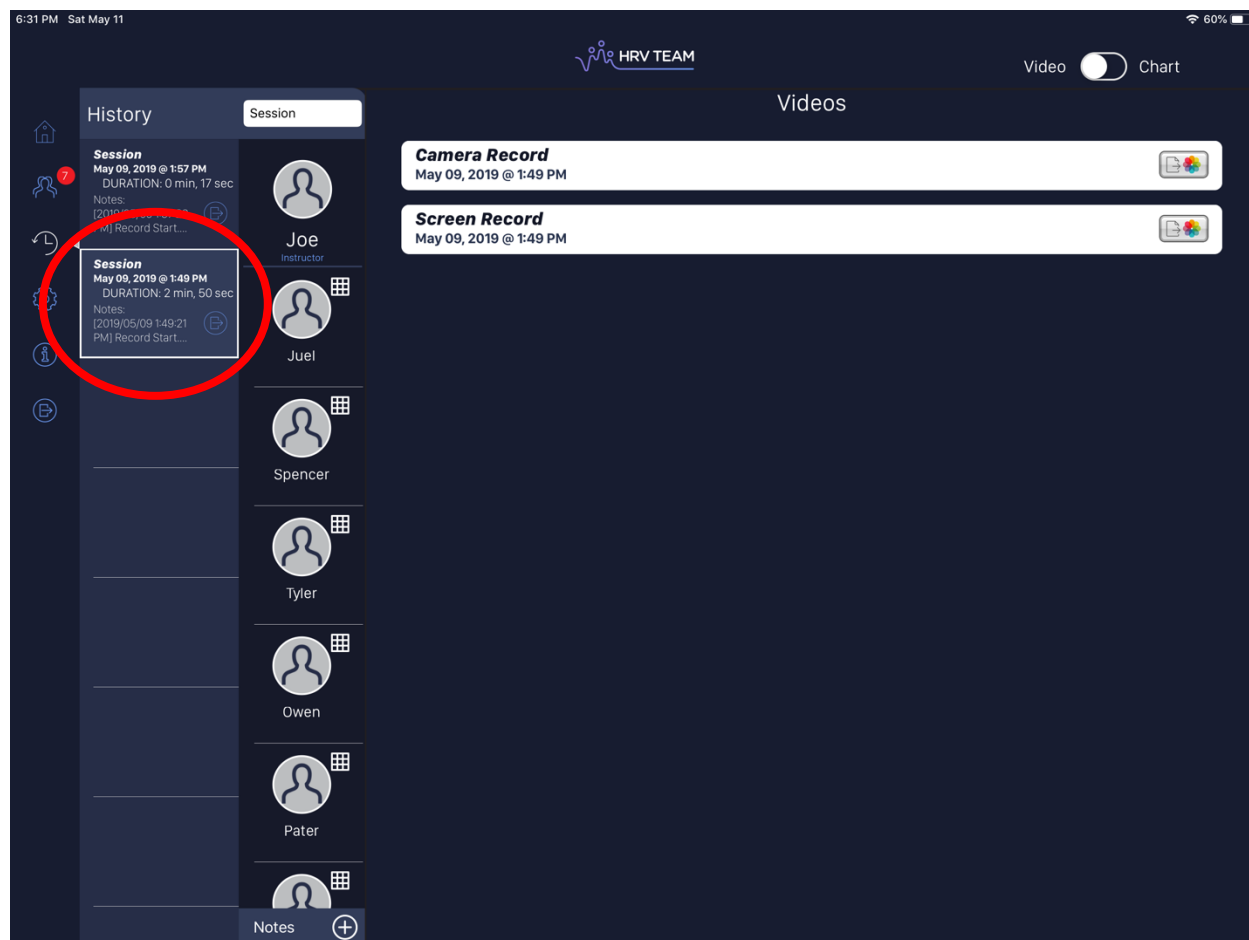 6:31 PM Sat May 11
60%
HRV TEAM
Video Chart
History
Session
Videos
7
Session
May 09, 2019 @ 1:57 PM
DURATION: 0 min, 17 sec
Notes:
PM] Record Start....
Session
May 09, 2019 @ 1:49 PM
DURATION: 2 min, 50 sec
Notes:
[2019/05/09 1:49:21
PM] Record Start....
Joe
Instructor
Juel
Spencer
Tyler
Owen
Pater
Notes
Camera Record
May 09, 2019 @ 1:49 PM
Screen Record
May 09, 2019 @ 1:49 PM